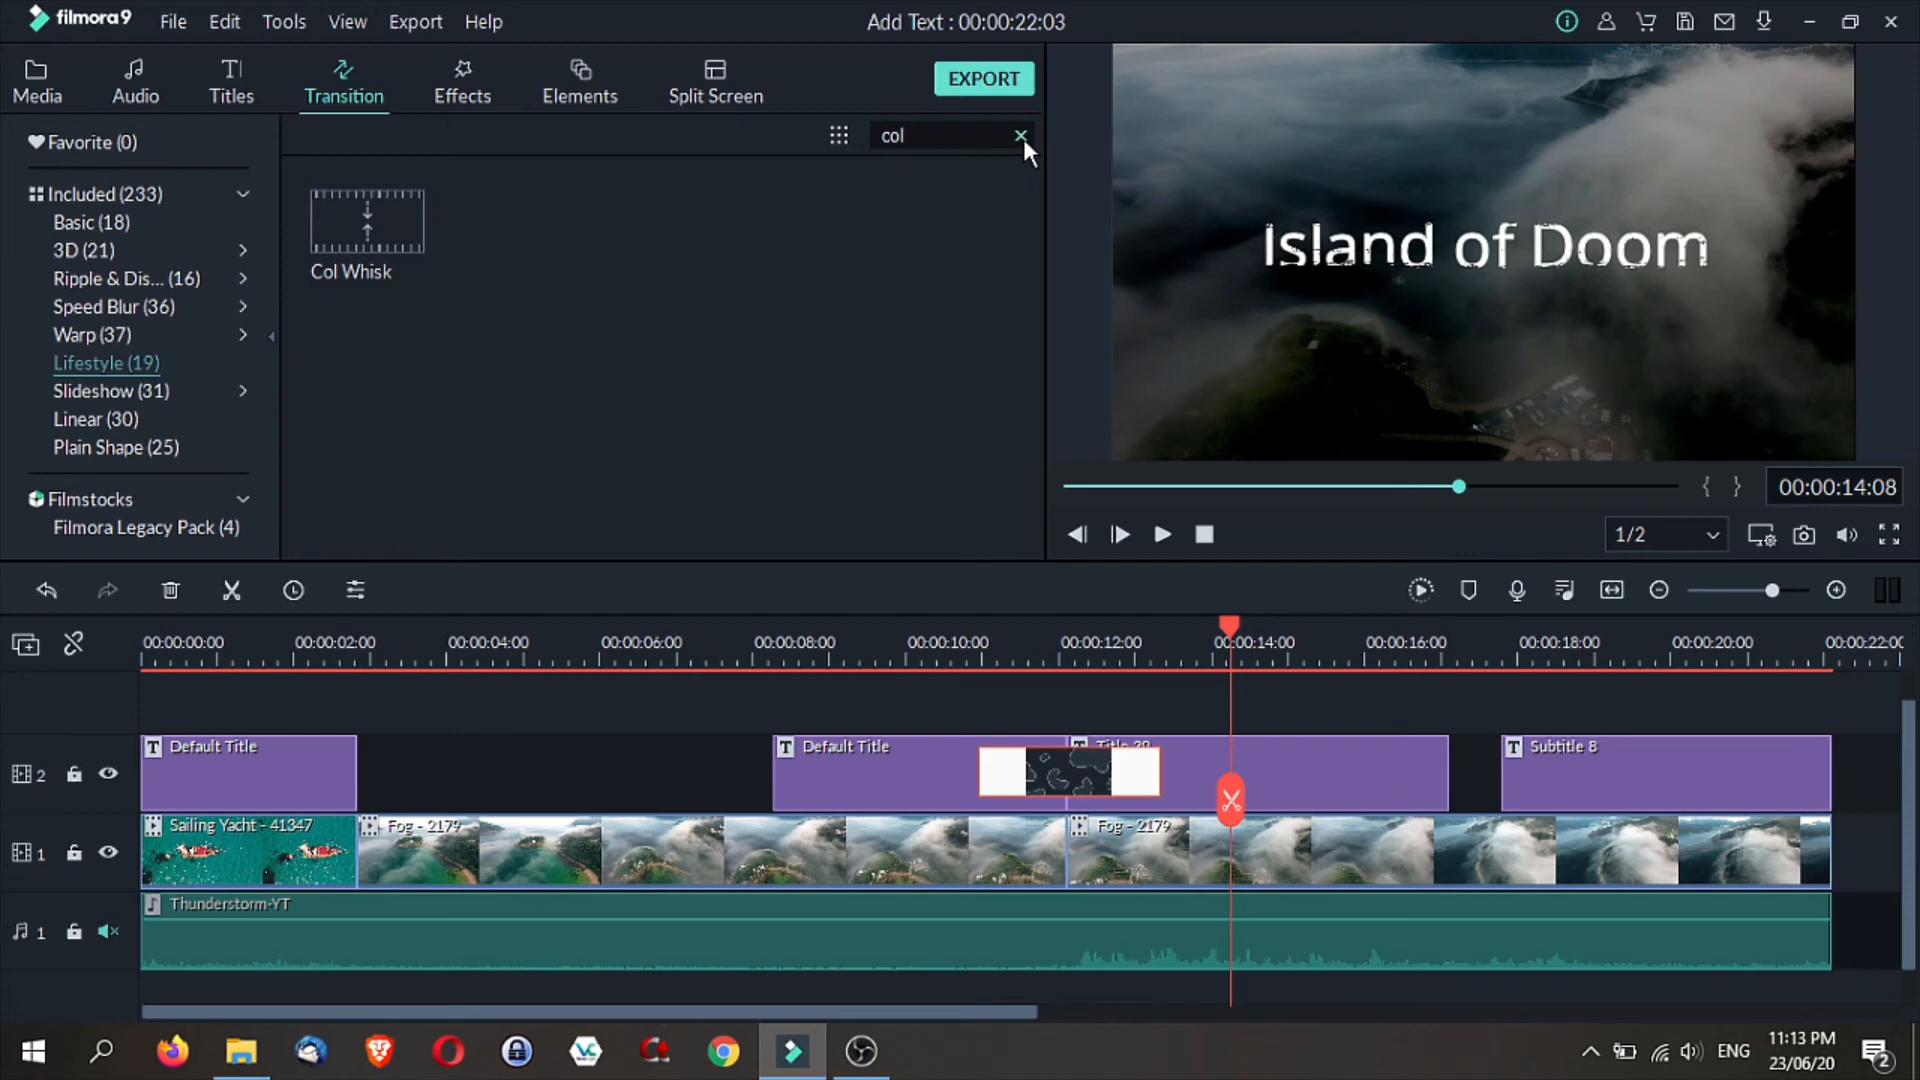 filmora9
File Edit Tools View Export Help
Add Text : 00:00:22:03
Media
Audio
Titles
Transition
Effects
Elements
Split Screen
EXPORT
col
Favorite (0)
Included (233)
Basic (18)
3D (21)
Ripple & Dis... (16)
Speed Blur (36)
Warp (37)
Lifestyle (19)
Slideshow (31)
Linear (30)
Plain Shape (25)
Filmstocks
Filmora Legacy Pack (4)
Col Whisk
Island of Doom
{ }
00:00:14:08
1/2
00:00:00:00 00:00:02:00 00:00:04:00 00:00:06:00 00:00:08:00 00:00:10:00 00:00:12:00 00:00:14:00 00:00:16:00 00:00:18:00 00:00:20:00 00:00:22:00
2
T Default Title
T Default Title
T Subtitle 8
1
Sailing Yacht - 41347
Fog - 2179
Fog - 2179
1
Thunderstorm-YT
ENG
11:13 PM
23/06/20
2